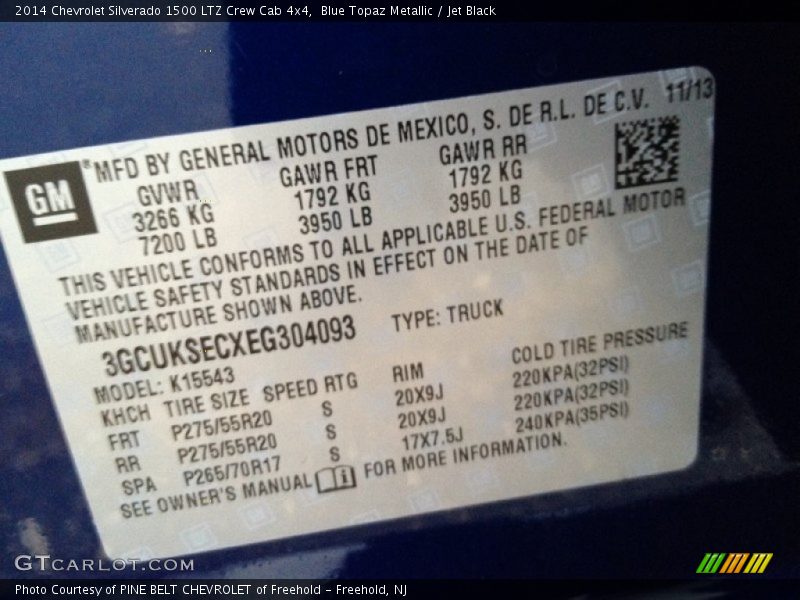 2014 Chevrolet Silverado 1500 LTZ Crew Cab 4x4,  Blue Topaz Metallic / Jet Black
GM ® MFD BY GENERAL MOTORS DE MEXICO, S. DE R.L. DE C.V. 11/13
GVWR GAWR FRT GAWR RR
3266 KG 1792 KG 1792 KG
7200 LB 3950 LB 3950 LB
THIS VEHICLE CONFORMS TO ALL APPLICABLE U.S. FEDERAL MOTOR
VEHICLE SAFETY STANDARDS IN EFFECT ON THE DATE OF
MANUFACTURE SHOWN ABOVE.
3GCUKSECXEG304093 TYPE: TRUCK
MODEL: K15543
KHCH TIRE SIZE SPEED RTG RIM COLD TIRE PRESSURE
FRT P275/55R20 S 20X9J 220KPA(32PSI)
RR P275/55R20 S 20X9J 220KPA(32PSI)
SPA P265/70R17 S 17X7.5J 240KPA(35PSI)
SEE OWNER'S MANUAL FOR MORE INFORMATION.
GTCARLOT.COM
Photo Courtesy of PINE BELT CHEVROLET of Freehold - Freehold, NJ